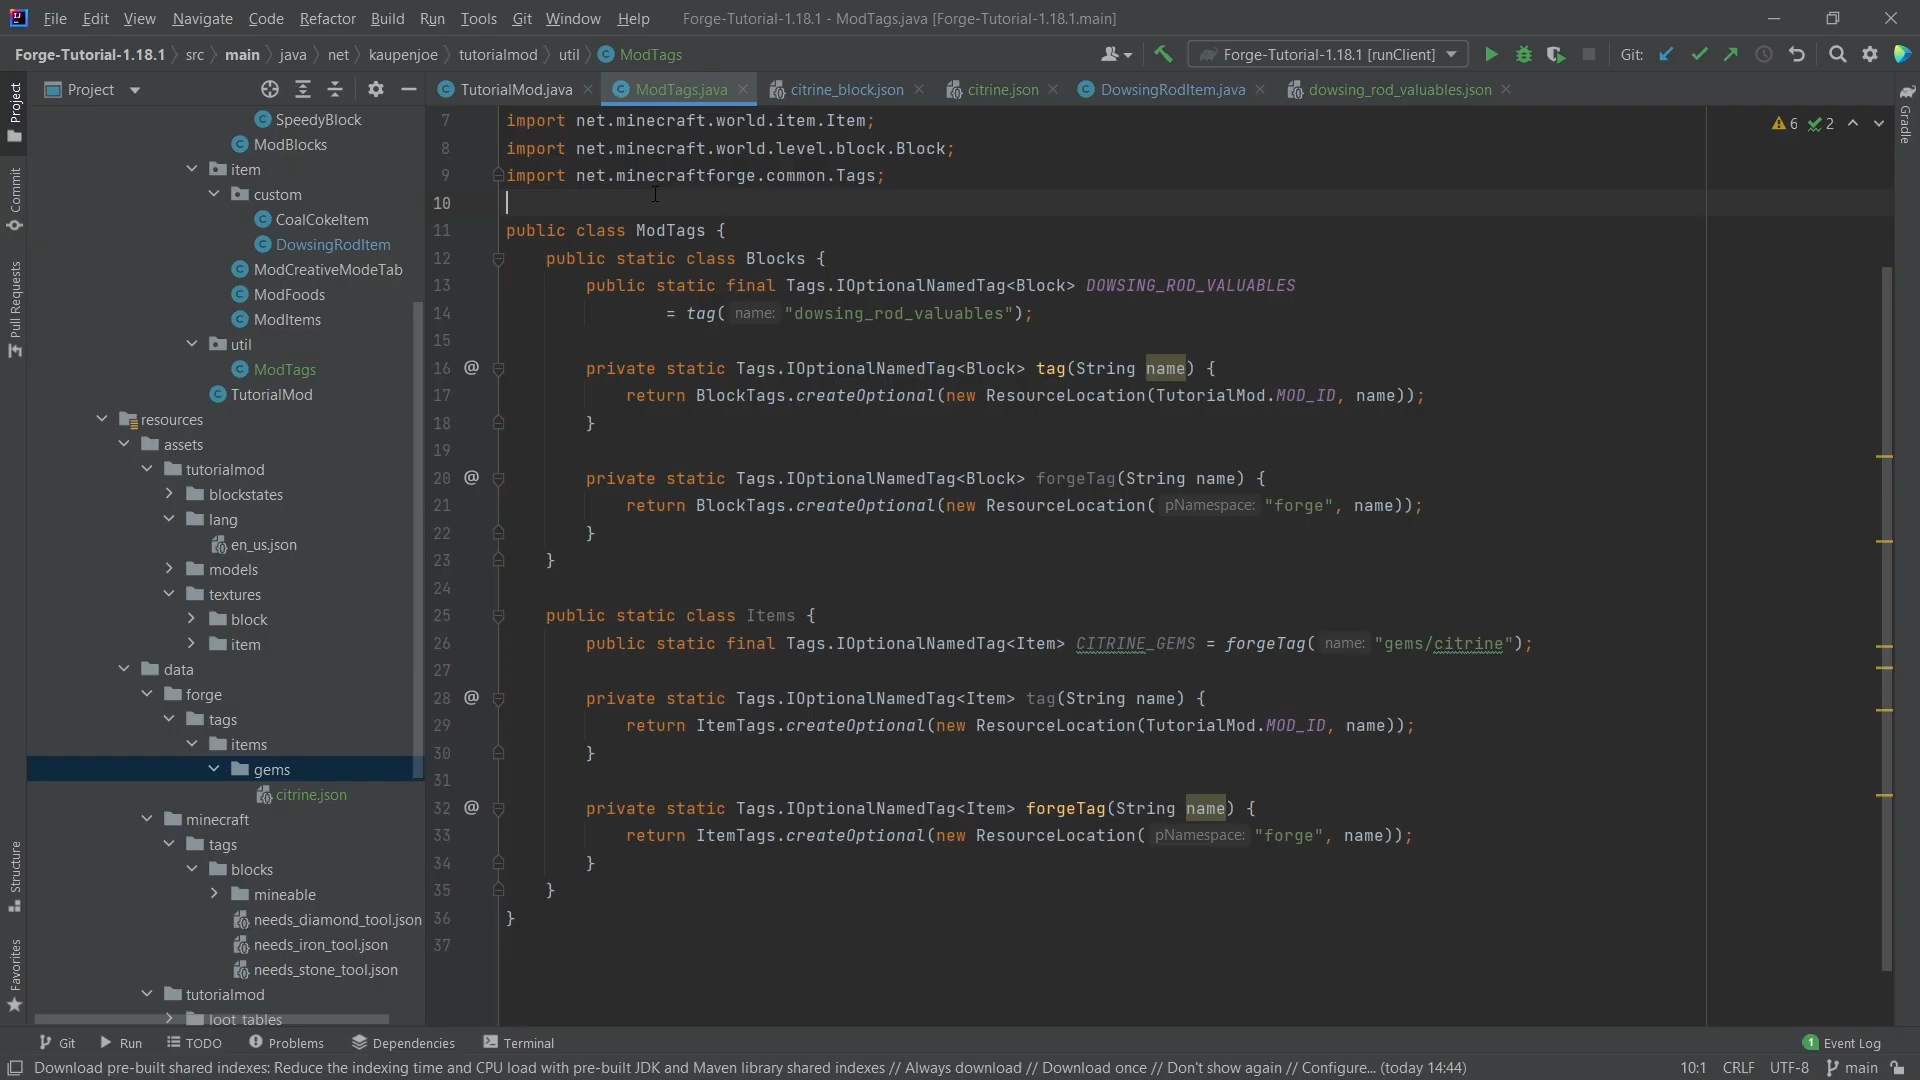 File Edit View Navigate Code Refactor Build Run Tools Git Window Help Forge-Tutorial-1.18.1 - ModTags.java [Forge-Tutorial-1.18.1.main]
Forge-Tutorial-1.18.1 src main java net kaupenjoe tutorialmod util ModTags Forge-Tutorial-1.18.1 [runClient] Git:
Project TutorialMod.java ModTags.java citrine_block.json citrine.json DowsingRodItem.java dowsing_rod_valuables.json
Project
Commit
Pull Requests
Structure
Favorites
Gradle
SpeedyBlock
ModBlocks
item
custom
CoalCokeItem
DowsingRodItem
ModCreativeModeTab
ModFoods
ModItems
util
ModTags
TutorialMod
resources
assets
tutorialmod
blockstates
lang
en_us.json
models
textures
block
item
data
forge
tags
items
gems
citrine.json
minecraft
tags
blocks
mineable
needs_diamond_tool.json
needs_iron_tool.json
needs_stone_tool.json
tutorialmod
loot_tables
6 2
7 import net.minecraft.world.item.Item;
8 import net.minecraft.world.level.block.Block;
9 import net.minecraftforge.common.Tags;
10
11 public class ModTags {
12 public static class Blocks {
13 public static final Tags.IOptionalNamedTag<Block> DOWSING_ROD_VALUABLES
14 = tag( name: "dowsing_rod_valuables");
15
16 @ private static Tags.IOptionalNamedTag<Block> tag(String name) {
17 return BlockTags.createOptional(new ResourceLocation(TutorialMod.MOD_ID, name));
18 }
19
20 @ private static Tags.IOptionalNamedTag<Block> forgeTag(String name) {
21 return BlockTags.createOptional(new ResourceLocation( pNamespace: "forge", name));
22 }
23 }
24
25 public static class Items {
26 public static final Tags.IOptionalNamedTag<Item> CITRINE_GEMS = forgeTag( name: "gems/citrine");
27
28 @ private static Tags.IOptionalNamedTag<Item> tag(String name) {
29 return ItemTags.createOptional(new ResourceLocation(TutorialMod.MOD_ID, name));
30 }
31
32 @ private static Tags.IOptionalNamedTag<Item> forgeTag(String name) {
33 return ItemTags.createOptional(new ResourceLocation( pNamespace: "forge", name));
34 }
35 }
36 }
37
Git Run TODO Problems Dependencies Terminal 1 Event Log
Download pre-built shared indexes: Reduce the indexing time and CPU load with pre-built JDK and Maven library shared indexes // Always download // Download once // Don't show again // Configure... (today 14:44) 10:1 CRLF UTF-8 main